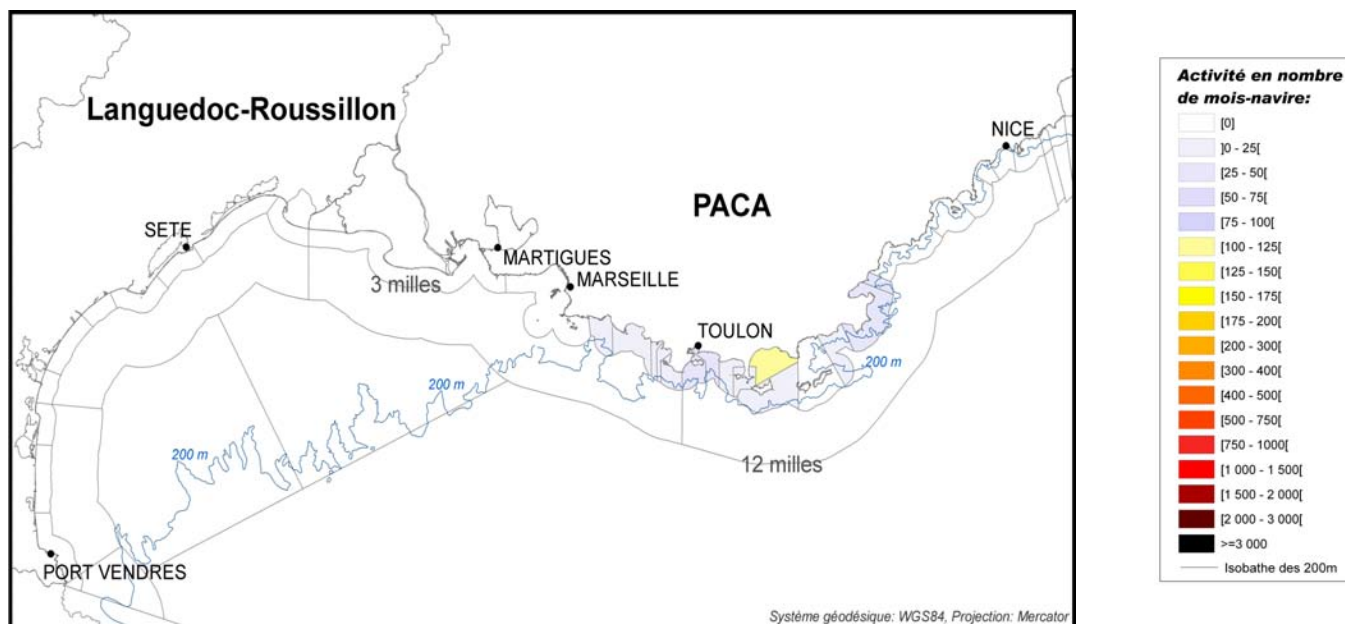 Languedoc-Roussillon
NICE
PACA
SETE
MARTIGUES
3 milles
MARSEILLE
TOULON
200 m
200 m
200 m
12 milles
PORT VENDRES
Système géodésique: WGS84, Projection: Mercator
Activité en nombre
de mois-navire:
[0]
]0 - 25[
[25 - 50[
[50 - 75[
[75 - 100[
[100 - 125[
[125 - 150[
[150 - 175[
[175 - 200[
[200 - 300[
[300 - 400[
[400 - 500[
[500 - 750[
[750 - 1000[
[1 000 - 1 500[
[1 500 - 2 000[
[2 000 - 3 000[
>=3 000
Isobathe des 200m